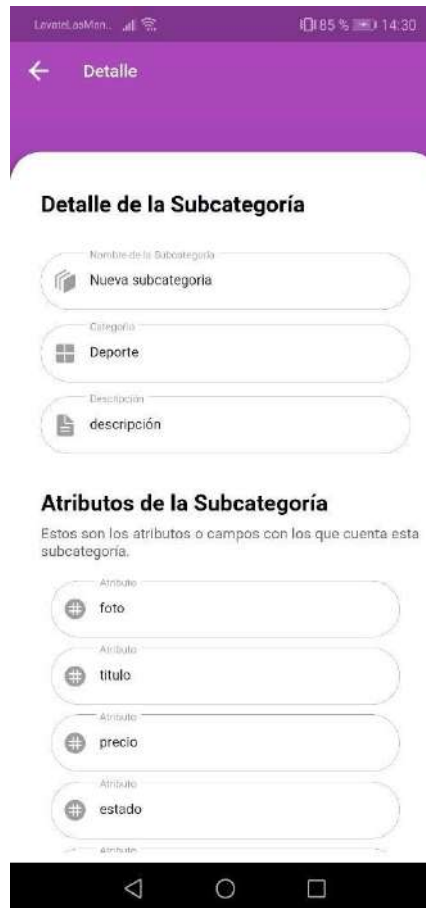 LavateLasMan..
85 % 14:30
Detalle
Detalle de la Subcategoría
Nombre de la Subcategoría
Nueva subcategoria
Categoría
Deporte
Descripción
descripción
Atributos de la Subcategoría
Estos son los atributos o campos con los que cuenta esta
subcategoría.
Atributo
foto
Atributo
titulo
Atributo
precio
Atributo
estado
Atributo